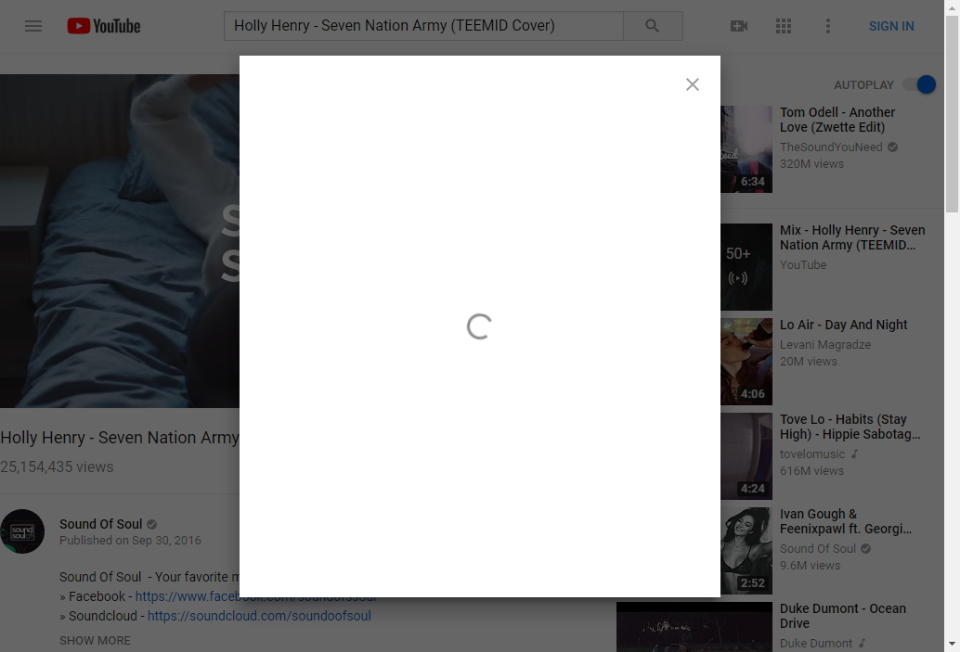 YouTube
Holly Henry - Seven Nation Army (TEEMID Cover)
SIGN IN
AUTOPLAY
Tom Odell - Another
Love (Zwette Edit)
TheSoundYouNeed
320M views
6:34
Mix - Holly Henry - Seven
Nation Army (TEEMID…
YouTube
50+
Lo Air - Day And Night
Levani Magradze
20M views
4:06
Tove Lo - Habits (Stay
High) - Hippie Sabotag…
tovelomusic
616M views
4:24
Ivan Gough &
Feenixpawl ft. Georgi…
Sound Of Soul
9.6M views
2:52
Duke Dumont - Ocean
Drive
Duke Dumont
S
S
Holly Henry - Seven Nation Army
25,154,435 views
Sound Of Soul
Published on Sep 30, 2016
Sound Of Soul - Your favorite m
» Facebook - https://www.facebook.com/soundofssoul
» Soundcloud - https://soundcloud.com/soundoofsoul
SHOW MORE